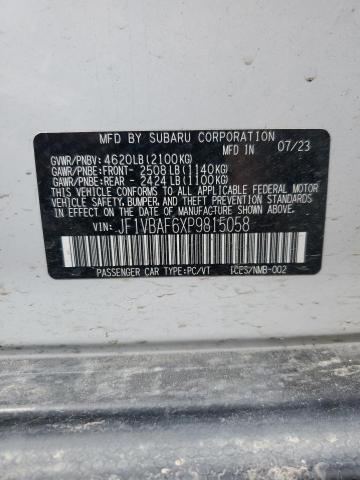 MFD BY SUBARU CORPORATION
MFD IN 07/23
GVWR/PNBV: 4620LB(2100KG)
GAWR/PNBE:FRONT- 2508LB(1140KG)
GAWR/PNBE:REAR - 2424LB(1100KG)
THIS VEHICLE CONFORMS TO ALL APPLICABLE FEDERAL MOTOR
VEHICLE SAFETY, BUMPER, AND THEFT PREVENTION
STANDARDS IN EFFECT ON THE DATE OF MANUFACTURE
SHOWN ABOVE.
VIN: JF1VBAF6XP9815058
PASSENGER CAR TYPE:PC/VT ICES/NMB-002